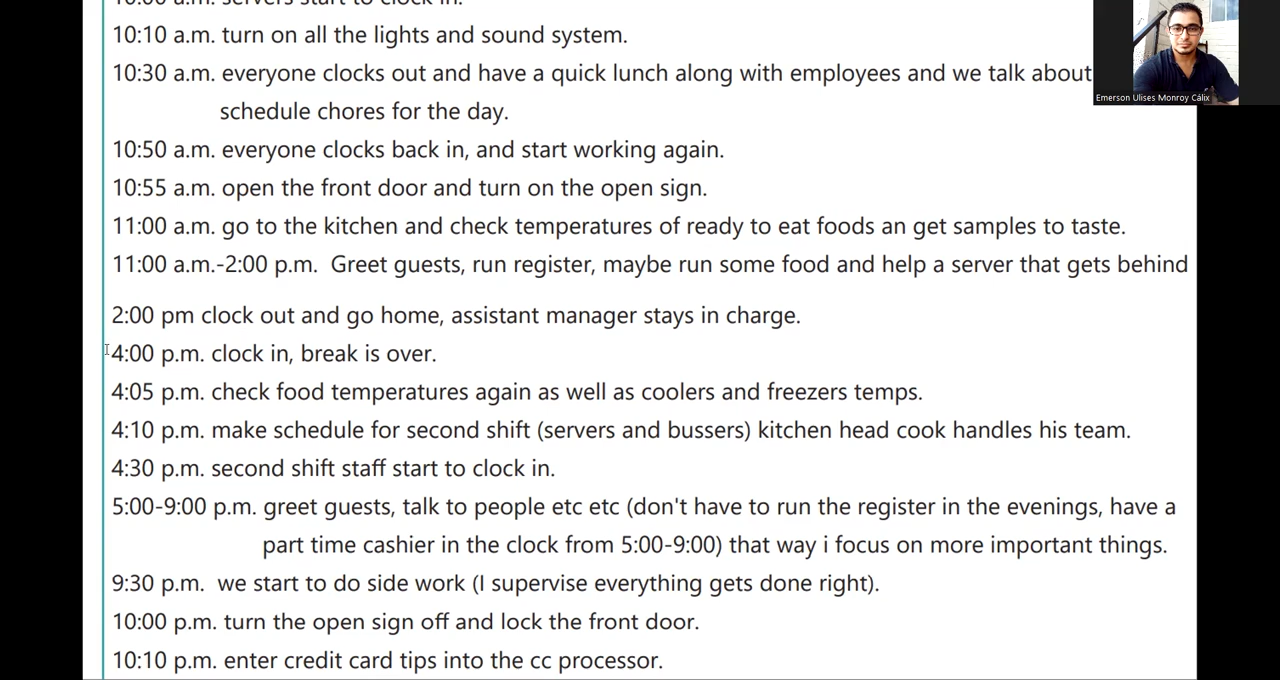 10:00 a.m. servers start to clock in.
10:10 a.m. turn on all the lights and sound system.
10:30 a.m. everyone clocks out and have a quick lunch along with employees and we talk about
schedule chores for the day.
10:50 a.m. everyone clocks back in, and start working again.
10:55 a.m. open the front door and turn on the open sign.
11:00 a.m. go to the kitchen and check temperatures of ready to eat foods an get samples to taste.
11:00 a.m.-2:00 p.m.  Greet guests, run register, maybe run some food and help a server that gets behind
2:00 pm clock out and go home, assistant manager stays in charge.
4:00 p.m. clock in, break is over.
4:05 p.m. check food temperatures again as well as coolers and freezers temps.
4:10 p.m. make schedule for second shift (servers and bussers) kitchen head cook handles his team.
4:30 p.m. second shift staff start to clock in.
5:00-9:00 p.m. greet guests, talk to people etc etc (don't have to run the register in the evenings, have a
part time cashier in the clock from 5:00-9:00) that way i focus on more important things.
9:30 p.m.  we start to do side work (I supervise everything gets done right).
10:00 p.m. turn the open sign off and lock the front door.
10:10 p.m. enter credit card tips into the cc processor.
Emerson Ulises Monroy Cálix